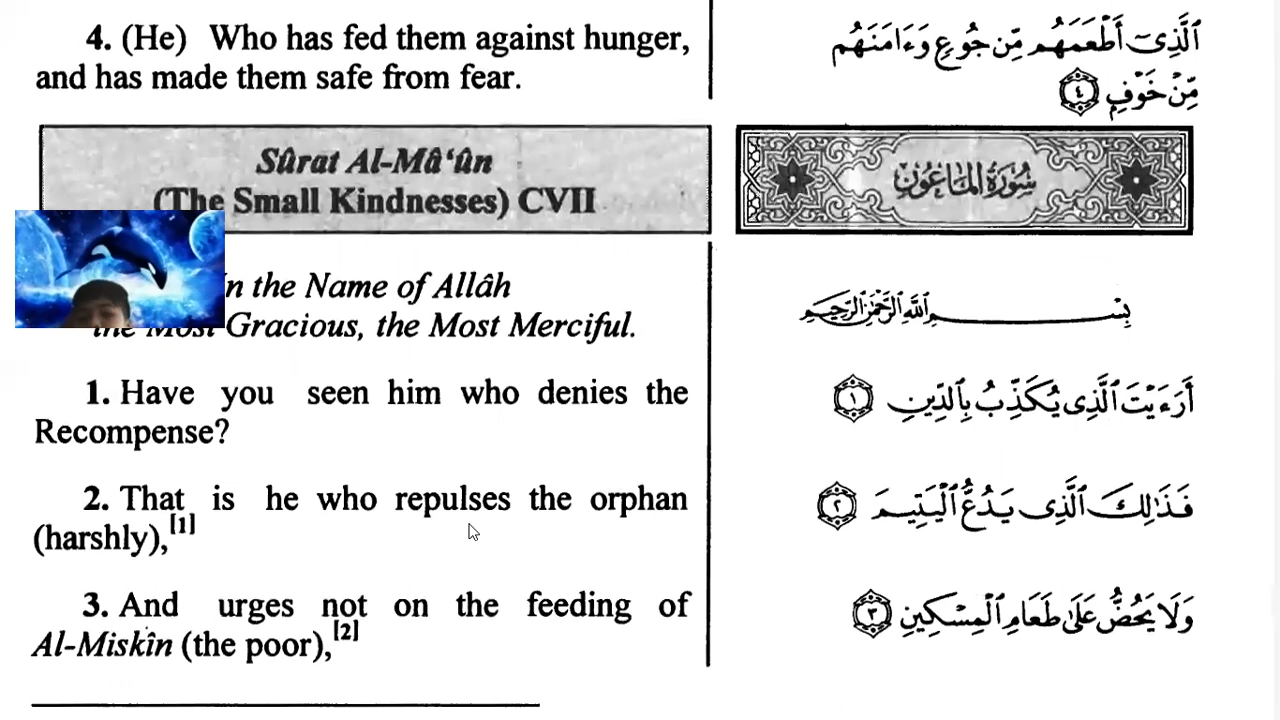 4. (He) Who has fed them against hunger,
and has made them safe from fear.
ٱلَّذِىٓ أَطْعَمَهُم مِّن جُوعٍ وَءَامَنَهُم
مِّنْ خَوْفٍ ٤
Sûrat Al-Mâ‘ûn
(The Small Kindnesses) CVII
سُورَةُ المَاعُون
In the Name of Allâh
the Most Gracious, the Most Merciful.
بِسْمِ ٱللَّهِ ٱلرَّحْمَٰنِ ٱلرَّحِيمِ
1. Have you seen him who denies the
Recompense?
أَرَءَيْتَ ٱلَّذِى يُكَذِّبُ بِٱلدِّينِ ١
2. That is he who repulses the orphan
(harshly),[1]
فَذَٰلِكَ ٱلَّذِى يَدُعُّ ٱلْيَتِيمَ ٢
3. And urges not on the feeding of
Al-Miskîn (the poor),[2]
وَلَا يَحُضُّ عَلَىٰ طَعَامِ ٱلْمِسْكِينِ ٣